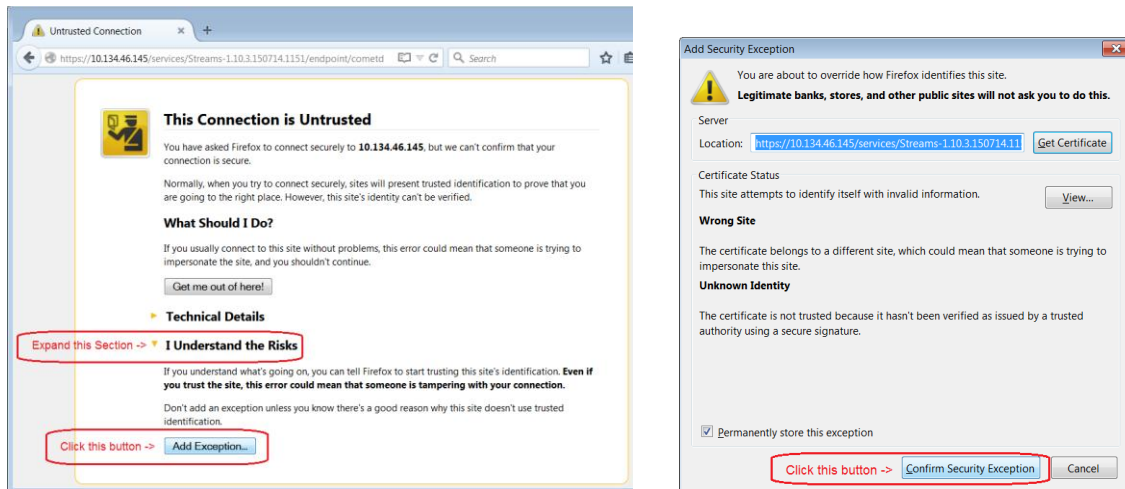 Untrusted Connection
https://10.134.46.145/services/Streams-1.10.3.150714.1151/endpoint/cometd
Search
This Connection is Untrusted
You have asked Firefox to connect securely to 10.134.46.145, but we can't confirm that your
connection is secure.
Normally, when you try to connect securely, sites will present trusted identification to prove that you
are going to the right place. However, this site's identity can't be verified.
What Should I Do?
If you usually connect to this site without problems, this error could mean that someone is trying to
impersonate the site, and you shouldn't continue.
Get me out of here!
Technical Details
Expand this Section -> I Understand the Risks
If you understand what's going on, you can tell Firefox to start trusting this site's identification. Even if
you trust the site, this error could mean that someone is tampering with your connection.
Don't add an exception unless you know there's a good reason why this site doesn't use trusted
identification.
Click this button -> Add Exception...
Add Security Exception
You are about to override how Firefox identifies this site.
Legitimate banks, stores, and other public sites will not ask you to do this.
Server
Location: https://10.134.46.145/services/Streams-1.10.3.150714.11 Get Certificate
Certificate Status
This site attempts to identify itself with invalid information. View...
Wrong Site
The certificate belongs to a different site, which could mean that someone is trying to
impersonate this site.
Unknown Identity
The certificate is not trusted because it hasn't been verified as issued by a trusted
authority using a secure signature.
Permanently store this exception
Click this button -> Confirm Security Exception Cancel